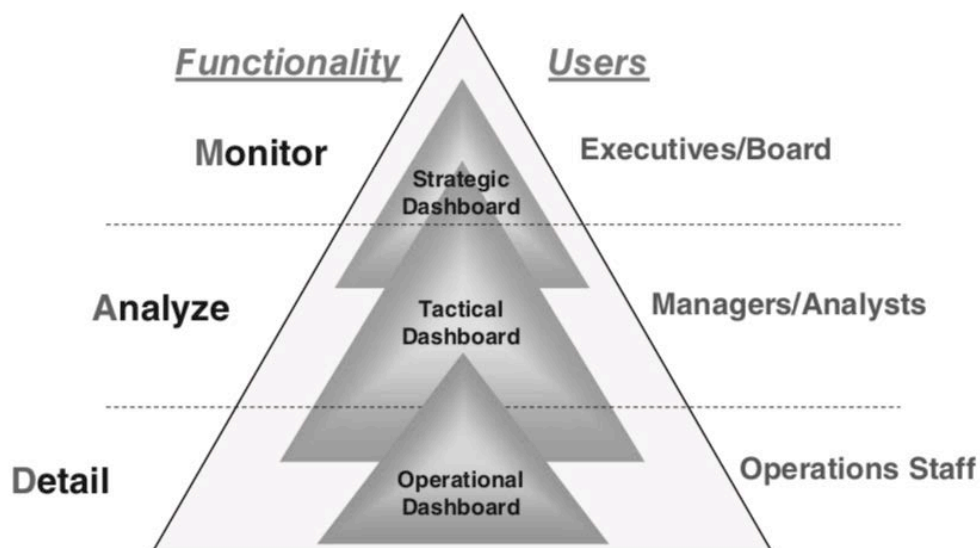 Functionality
Users
Monitor
Executives/Board
Strategic
Dashboard
Analyze
Managers/Analysts
Tactical
Dashboard
Detail
Operations Staff
Operational
Dashboard